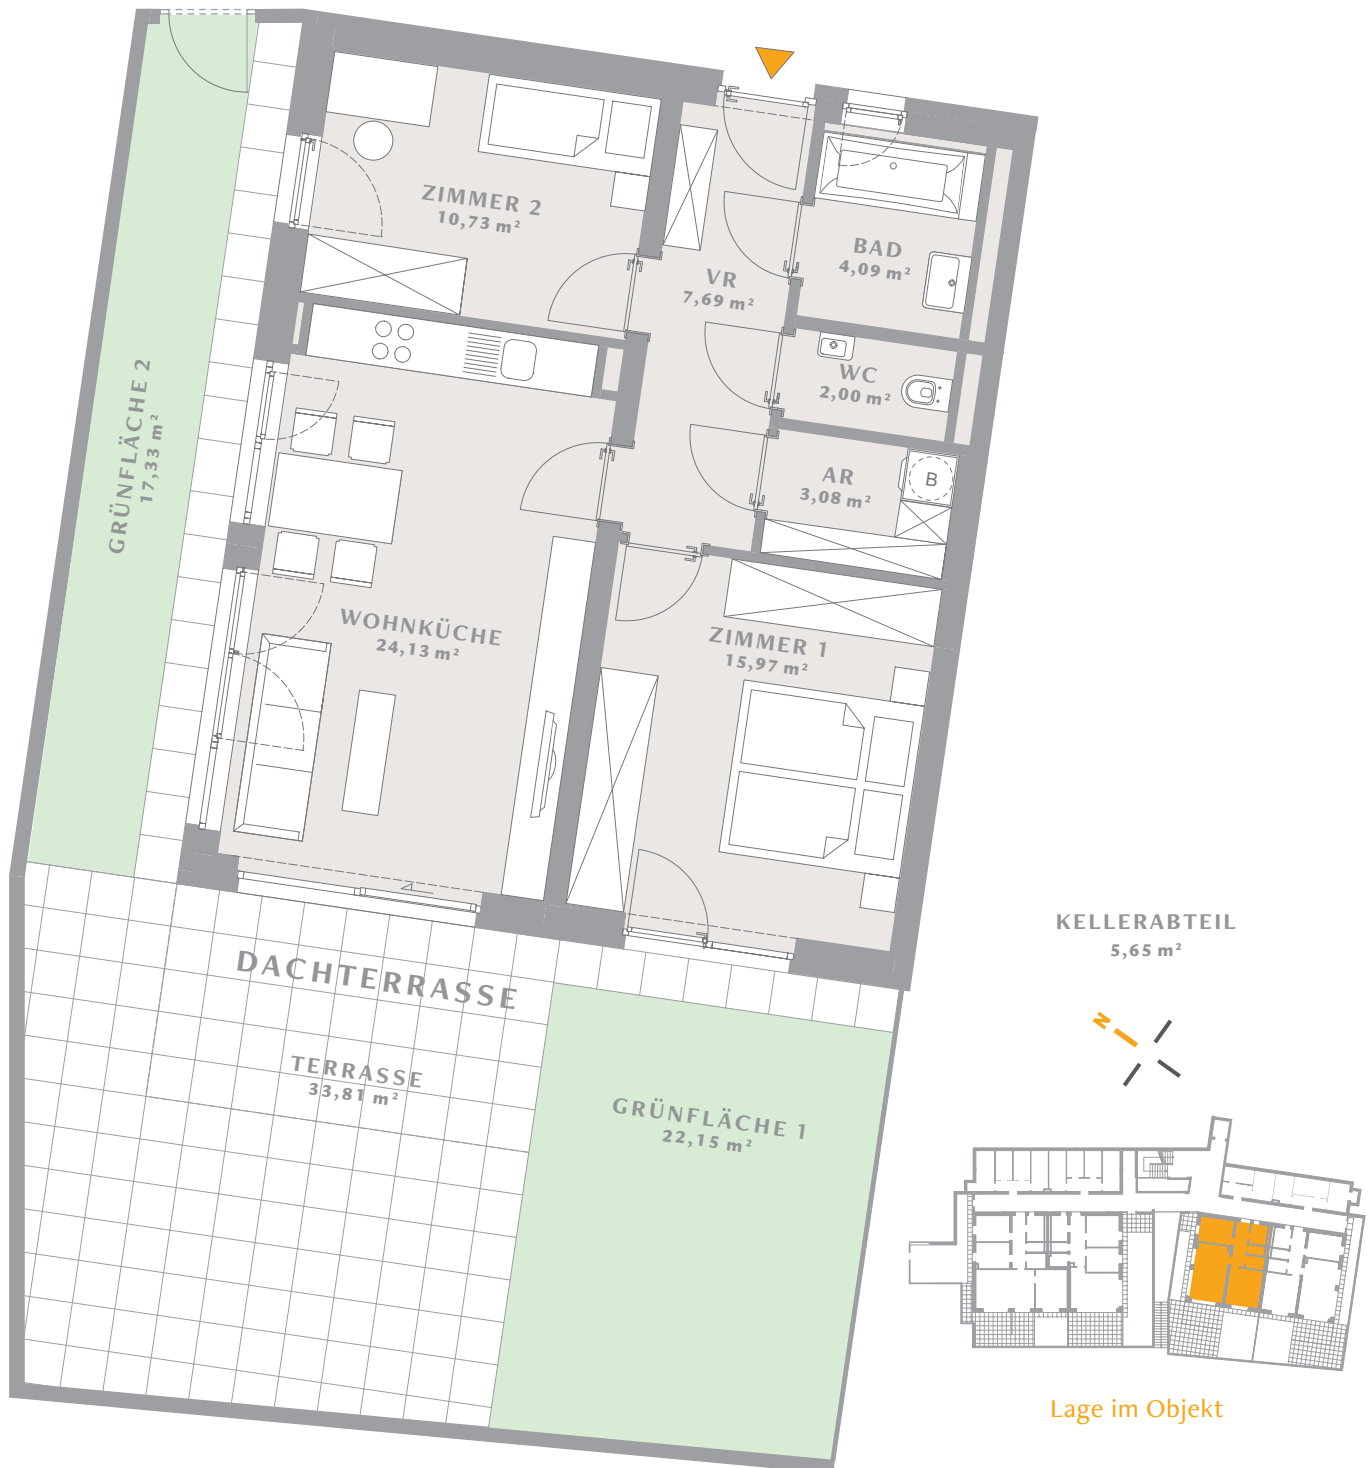 ZIMMER 2
10,73 m²
VR
7,69 m²
BAD
4,09 m²
WC
2,00 m²
AR
3,08 m²
B
GRÜNFLÄCHE 2
17,33 m²
WOHNKÜCHE
24,13 m²
ZIMMER 1
15,97 m²
DACHTERRASSE
TERRASSE
33,81 m²
GRÜNFLÄCHE 1
22,15 m²
KELLERABTEIL
5,65 m²
N
Lage im Objekt